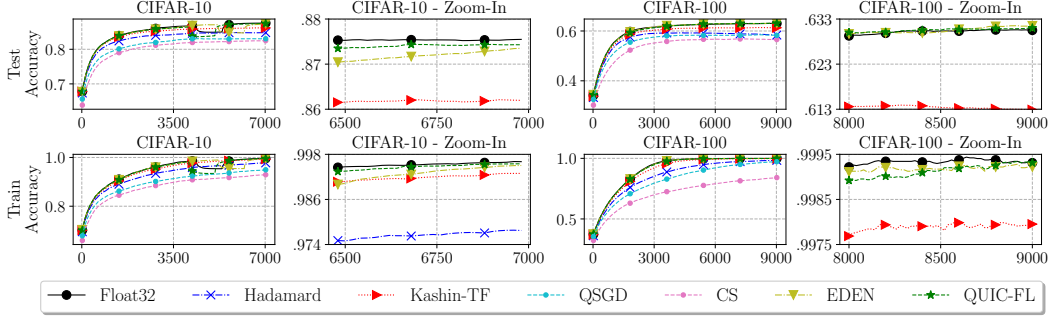 CIFAR-10 CIFAR-10 - Zoom-In CIFAR-100 CIFAR-100 - Zoom-In
Test Accuracy
0.8 0.7
0 3500 7000
.88 .87 .86
6500 6750 7000
0.6 0.4
0 3000 6000 9000
.633 .623 .613
8000 8500 9000
CIFAR-10 CIFAR-10 - Zoom-In CIFAR-100 CIFAR-100 - Zoom-In
Train Accuracy
1.0 0.8
0 3500 7000
.998 .986 .974
6500 6750 7000
1.0 0.5
0 3000 6000 9000
.9995 .9985 .9975
8000 8500 9000
Float32 Hadamard Kashin-TF QSGD CS EDEN QUIC-FL